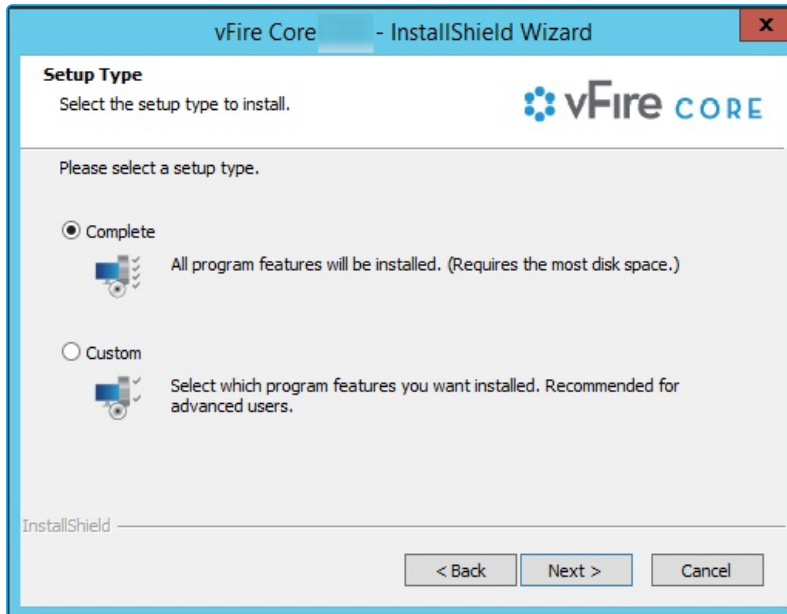 vFire Core - InstallShield Wizard
x
Setup Type
Select the setup type to install.
vFire CORE
Please select a setup type.
Complete
All program features will be installed. (Requires the most disk space.)
Custom
Select which program features you want installed. Recommended for
advanced users.
InstallShield
< Back Next > Cancel